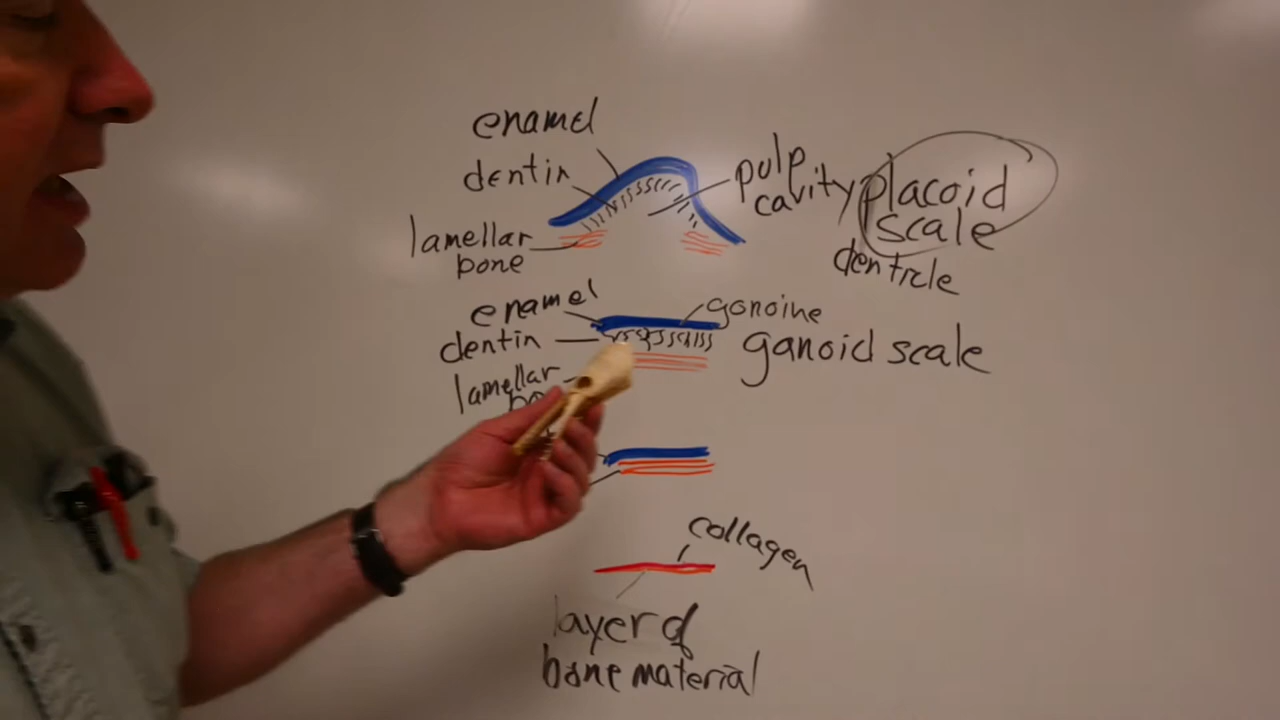 enamel
dentin
lamellar
bone
pulp
cavity
placoid
scale
denticle
enamel
dentin
lamellar
ganoine
ganoid scale
collagen
layer of
bone material